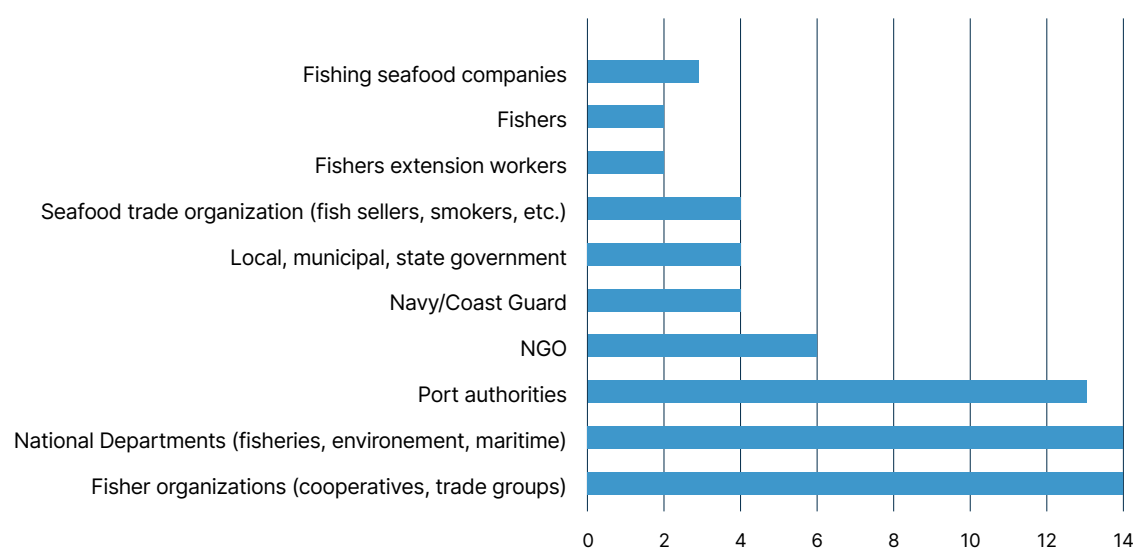 Fishing seafood companies
Fishers
Fishers extension workers
Seafood trade organization (fish sellers, smokers, etc.)
Local, municipal, state government
Navy/Coast Guard
NGO
Port authorities
National Departments (fisheries, environement, maritime)
Fisher organizations (cooperatives, trade groups)
0 2 4 6 8 10 12 14